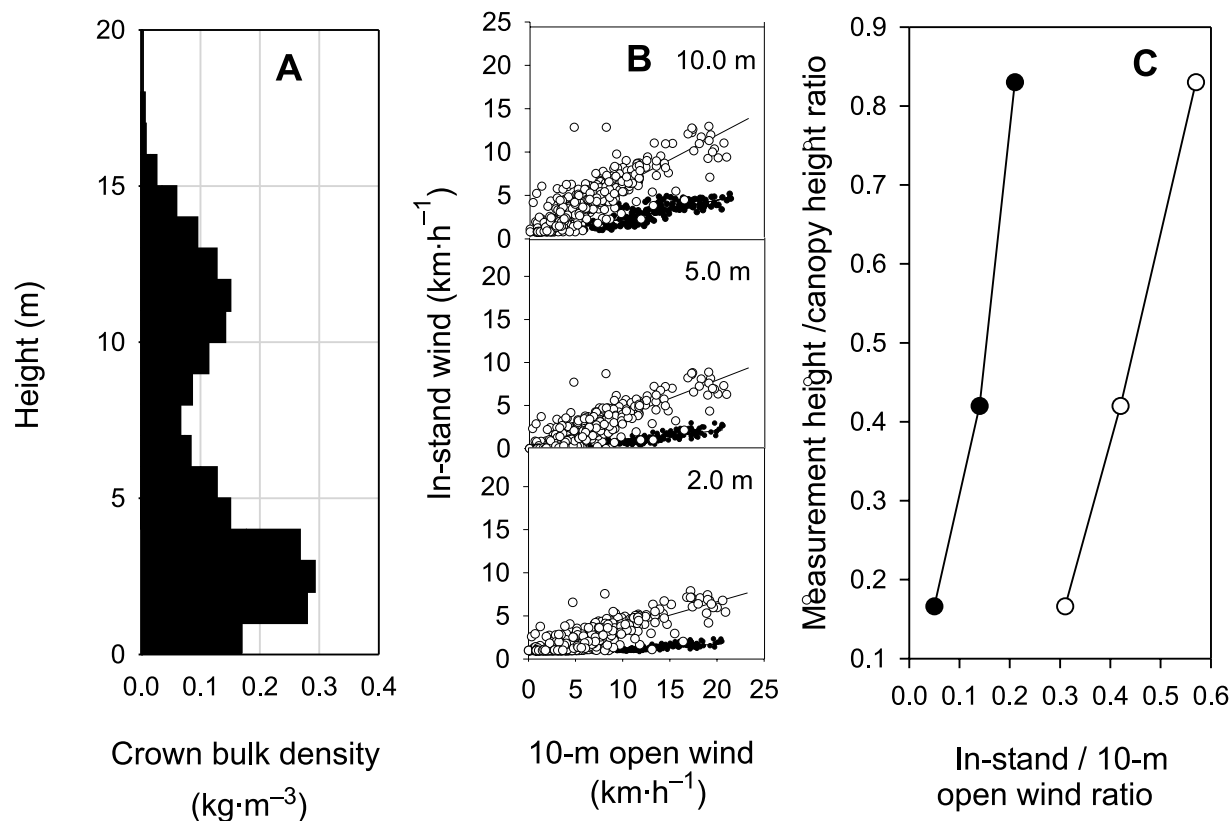 A
20
15
10
5
0
Height (m)
0.0 0.1 0.2 0.3 0.4
Crown bulk density
(kg·m⁻³)
B
10.0 m
25
20
15
10
5
0
5.0 m
20
15
10
5
0
2.0 m
20
15
10
5
0
In-stand wind (km·h⁻¹)
0 5 10 15 20 25
10-m open wind
(km·h⁻¹)
C
0.9
0.8
0.7
0.6
0.5
0.4
0.3
0.2
0.1
Measurement height /canopy height ratio
0.0 0.1 0.2 0.3 0.4 0.5 0.6
In-stand / 10-m
open wind ratio